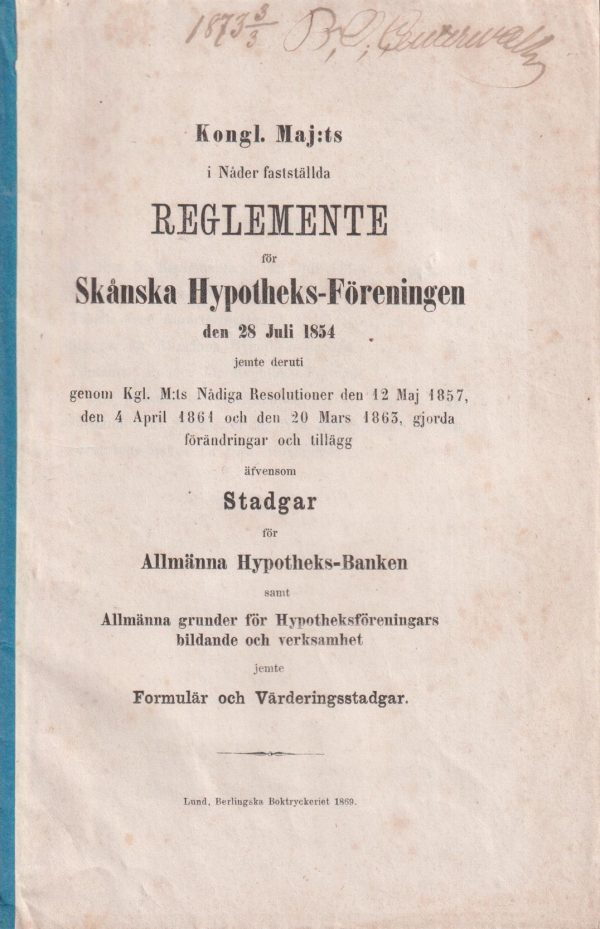 1873 3/3
Kongl. Maj:ts
i Nåder fastställda
REGLEMENTE
för
Skånska Hypotheks-Föreningen
den 28 Juli 1854
jemte deruti
genom Kgl. M:ts Nådiga Resolutioner den 12 Maj 1857,
den 4 April 1861 och den 20 Mars 1863, gjorda
förändringar och tillägg
äfvensom
Stadgar
för
Allmänna Hypotheks-Banken
samt
Allmänna grunder för Hypotheksföreningars
bildande och verksamhet
jemte
Formulär och Värderingsstadgar.
Lund, Berlingska Boktryckeriet 1869.